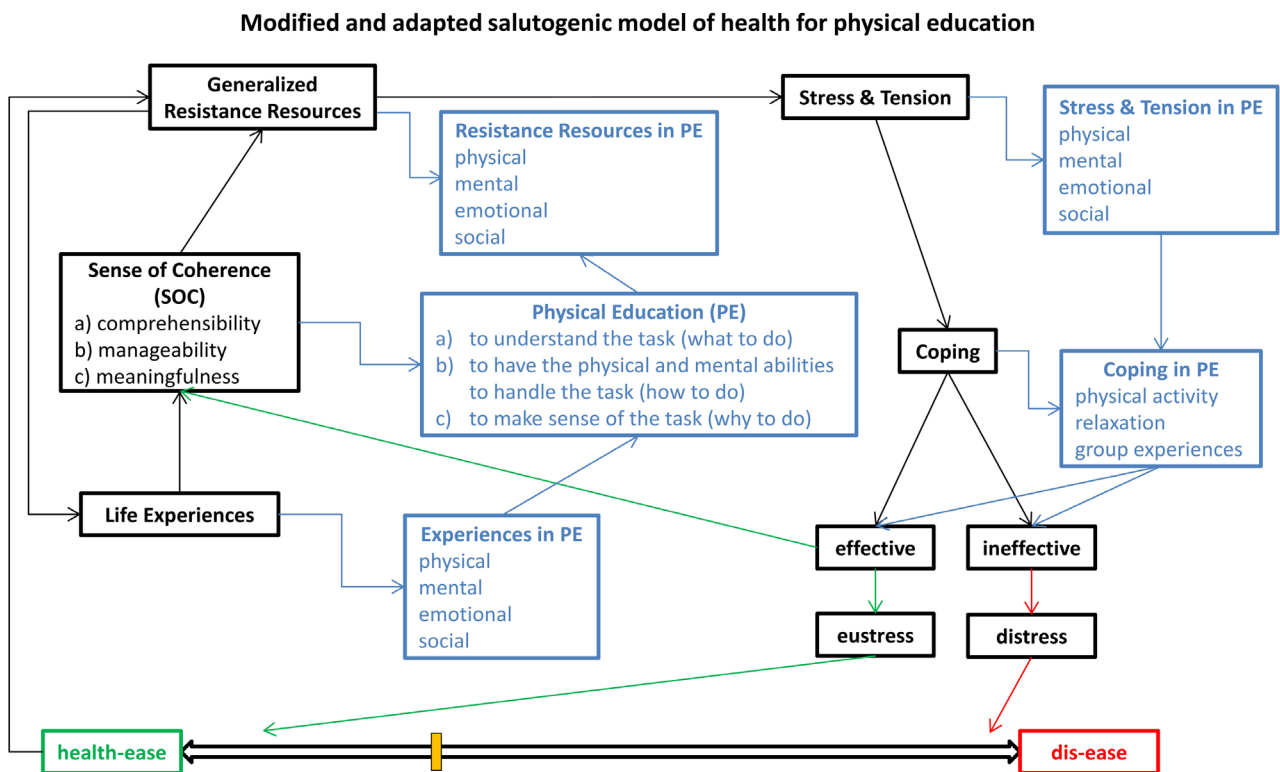 Modified and adapted salutogenic model of health for physical education
Generalized
Resistance Resources
Stress & Tension
Stress & Tension in PE
physical
mental
emotional
social
Resistance Resources in PE
physical
mental
emotional
social
Sense of Coherence
(SOC)
a) comprehensibility
b) manageability
c) meaningfulness
Physical Education (PE)
a) to understand the task (what to do)
b) to have the physical and mental abilities
to handle the task (how to do)
c) to make sense of the task (why to do)
Coping
Coping in PE
physical activity
relaxation
group experiences
Life Experiences
Experiences in PE
physical
mental
emotional
social
effective
ineffective
eustress
distress
health-ease
dis-ease